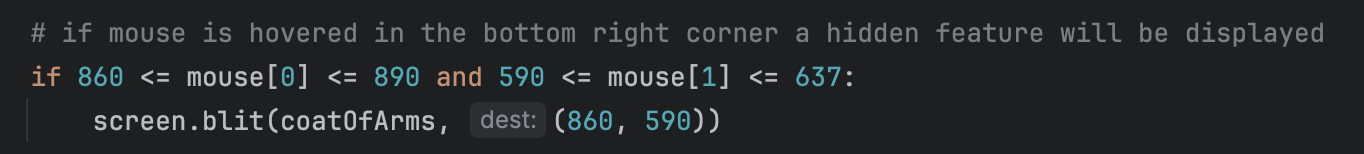 # if mouse is hovered in the bottom right corner a hidden feature will be displayed
if 860 <= mouse[0] <= 890 and 590 <= mouse[1] <= 637:
    screen.blit(coatOfArms, dest: (860, 590))